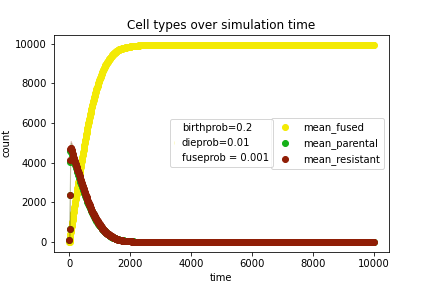 Cell types over simulation time
10000
8000
6000
4000
2000
0
count
birthprob=0.2
dieprob=0.01
fuseprob = 0.001
mean_fused
mean_parental
mean_resistant
0 2000 4000 6000 8000 10000
time